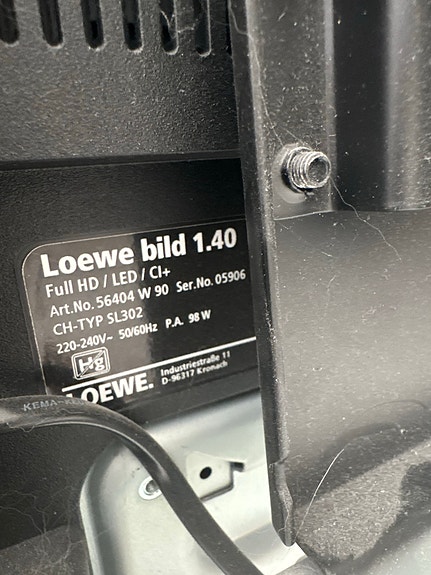 Loewe bild 1.40
Full HD / LED / CI+
Art.No. 56404 W 90 Ser.No. 05906
CH-TYP SL302
220-240V~ 50/60Hz P.A. 98 W
Hg
LOEWE. Industriestraße 11
D-96317 Kronach
KEMA-K